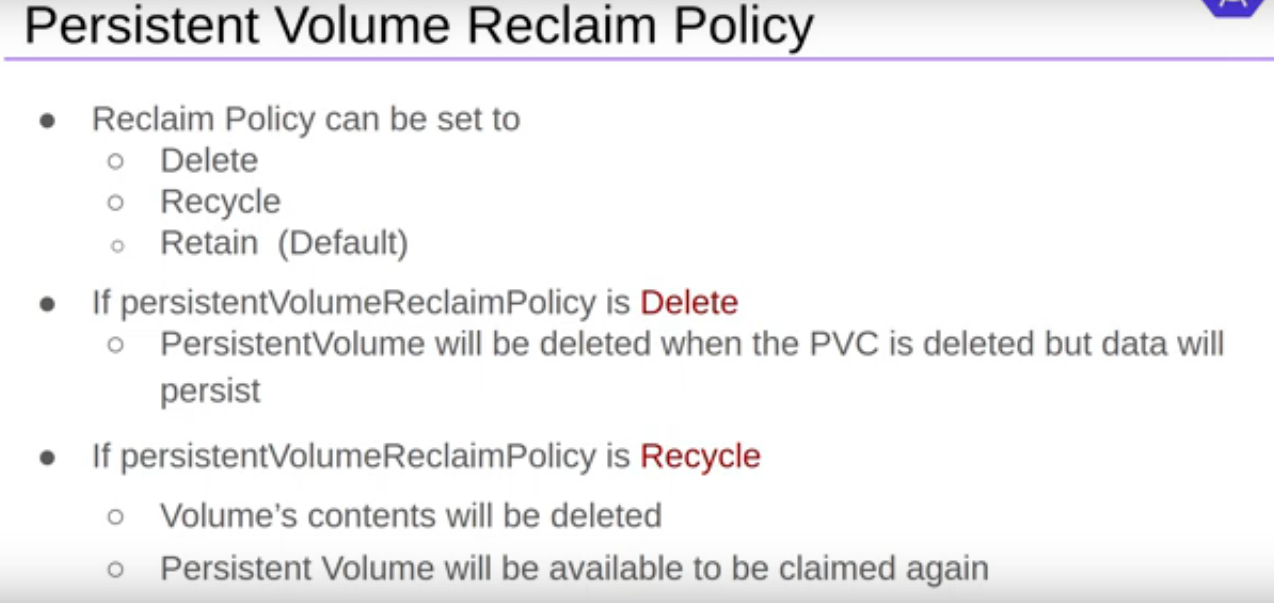 Persistent Volume Reclaim Policy
● Reclaim Policy can be set to
○ Delete
○ Recycle
○ Retain (Default)
● If persistentVolumeReclaimPolicy is Delete
○ PersistentVolume will be deleted when the PVC is deleted but data will
persist
● If persistentVolumeReclaimPolicy is Recycle
○ Volume’s contents will be deleted
○ Persistent Volume will be available to be claimed again